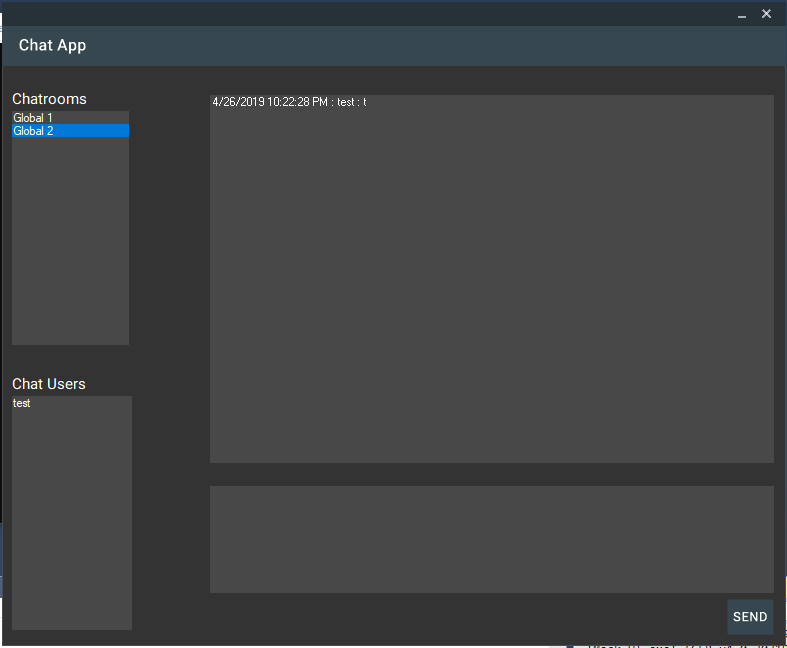 Chat App
Chatrooms
Global 1
Global 2
4/26/2019 10:22:28 PM : test : t
Chat Users
test
SEND